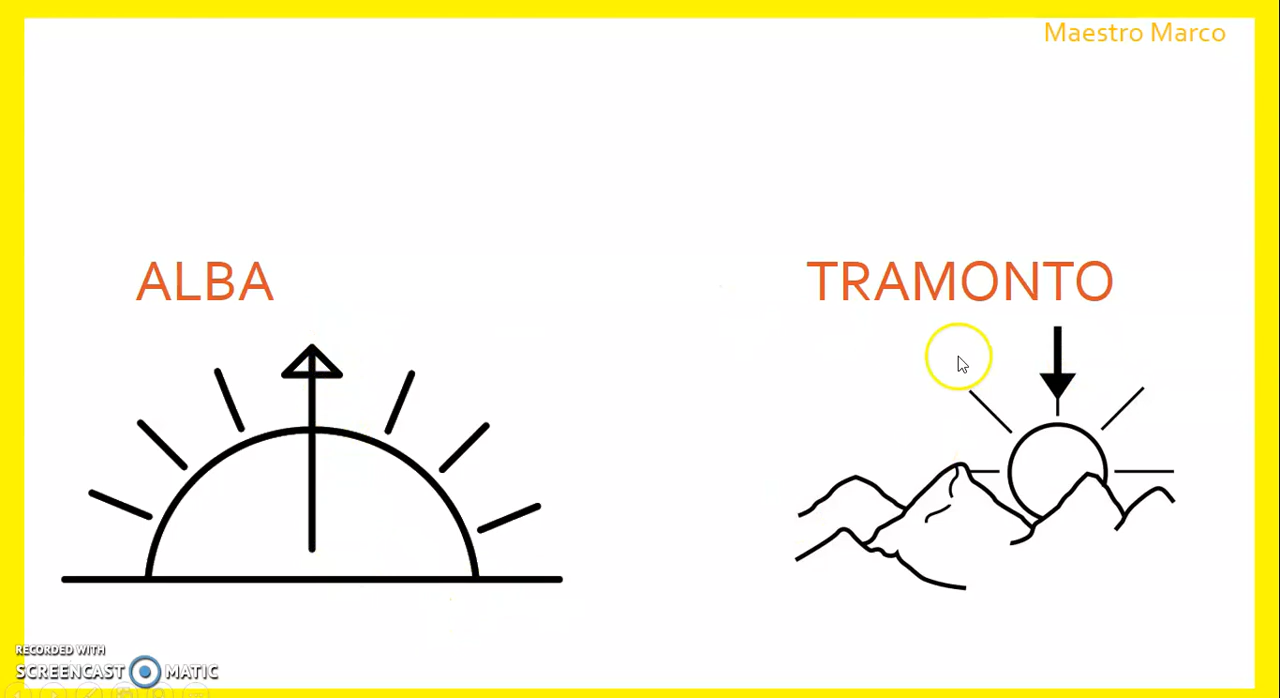 Maestro Marco
ALBA
TRAMONTO
RECORDED WITH
SCREENCAST MATIC